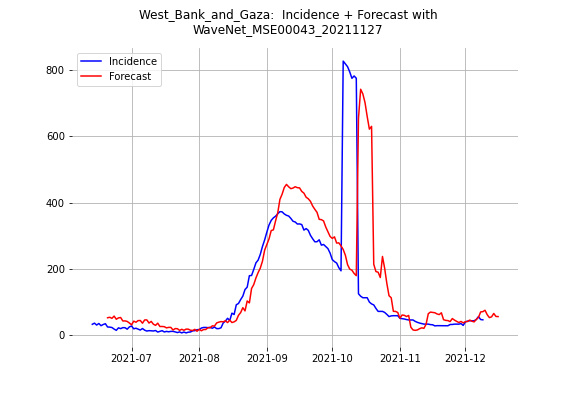 West_Bank_and_Gaza:  Incidence + Forecast with
WaveNet_MSE00043_20211127
Incidence
Forecast
800
600
400
200
0
2021-07
2021-08
2021-09
2021-10
2021-11
2021-12